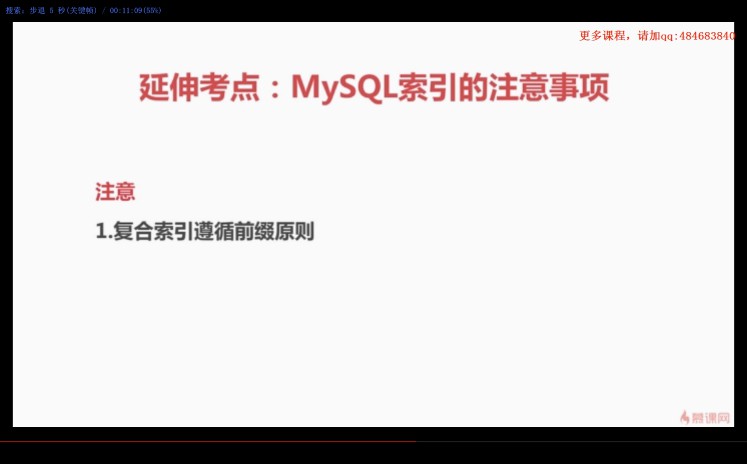 搜索: 步退 5 秒(关键帧) / 00:11:09(55%)
更多课程，请加qq:484683840
延伸考点：MySQL索引的注意事项
注意
1.复合索引遵循前缀原则
慕课网